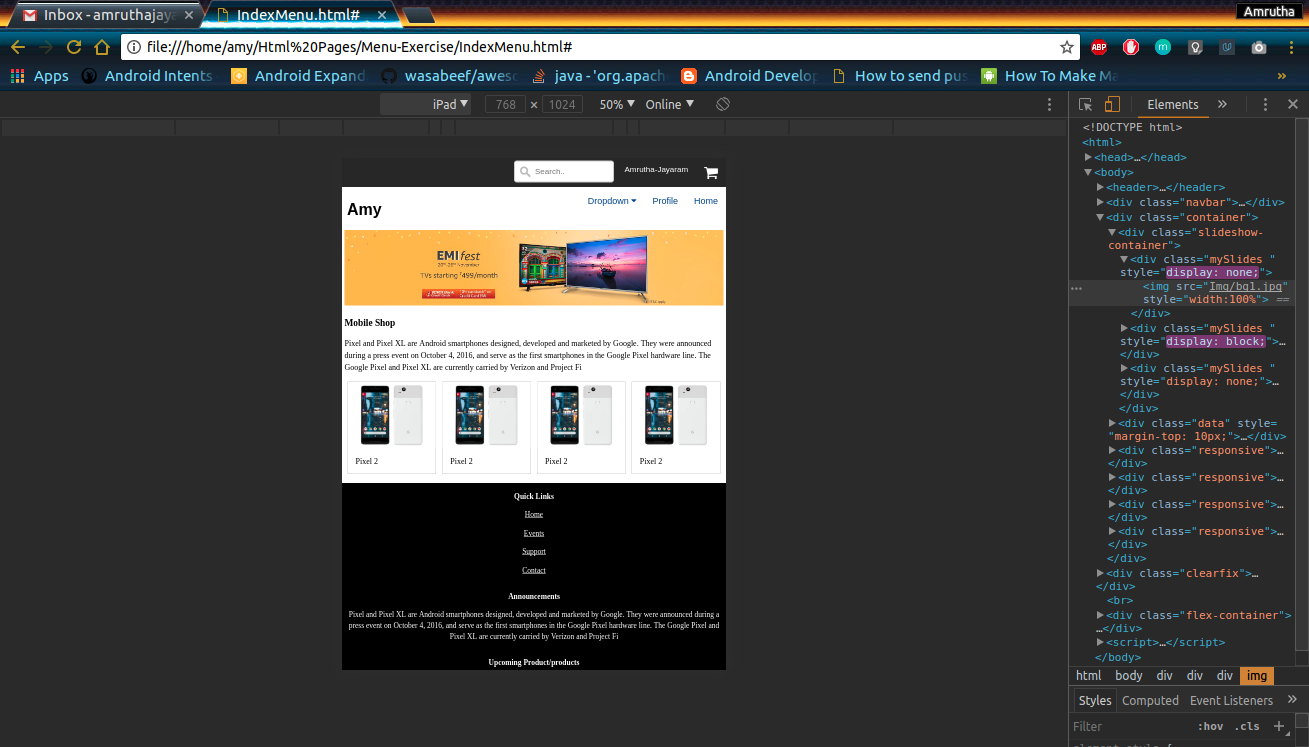 Amrutha
Inbox - amruthajaya
IndexMenu.html#
file:///home/amy/Html%20Pages/Menu-Exercise/IndexMenu.html#
ABP
m
Apps
Android Intents
Android Expand
wasabeef/aweso
java - 'org.apach
Android Develop
How to send pus
How To Make Ma
»
iPad ▼
768 × 1024
50% ▼
Online ▼
Elements
»
Search..
Amrutha-Jayaram
Amy
Dropdown
Profile
Home
EMI fest
TVs starting ₹499/month
Mobile Shop
Pixel and Pixel XL are Android smartphones designed, developed and marketed by Google. They were announced
during a press event on October 4, 2016, and serve as the first smartphones in the Google Pixel hardware line. The
Google Pixel and Pixel XL are currently carried by Verizon and Project Fi
Pixel 2
Pixel 2
Pixel 2
Pixel 2
Quick Links
Home
Events
Support
Contact
Announcements
Pixel and Pixel XL are Android smartphones designed, developed and marketed by Google. They were announced during a
press event on October 4, 2016, and serve as the first smartphones in the Google Pixel hardware line. The Google Pixel and
Pixel XL are currently carried by Verizon and Project Fi
Upcoming Product/products
<!DOCTYPE html>
<html>
<head>…</head>
<body>
<header>…</header>
<div class="navbar">…</div>
<div class="container">
<div class="slideshow-
container">
<div class="mySlides "
style="display: none;">
<img src="Img/bg1.jpg"
style="width:100%"> ==
</div>
<div class="mySlides "
style="display: block;">…
</div>
<div class="mySlides "
style="display: none;">…
</div>
</div>
<div class="data" style=
"margin-top: 10px;">…</div>
<div class="responsive">…
</div>
<div class="responsive">…
</div>
<div class="responsive">…
</div>
<div class="responsive">…
</div>
</div>
<div class="clearfix">…
</div>
<br>
<div class="flex-container">
…</div>
<script>…</script>
</body>
html body div div div img
Styles Computed Event Listeners »
Filter :hov .cls +